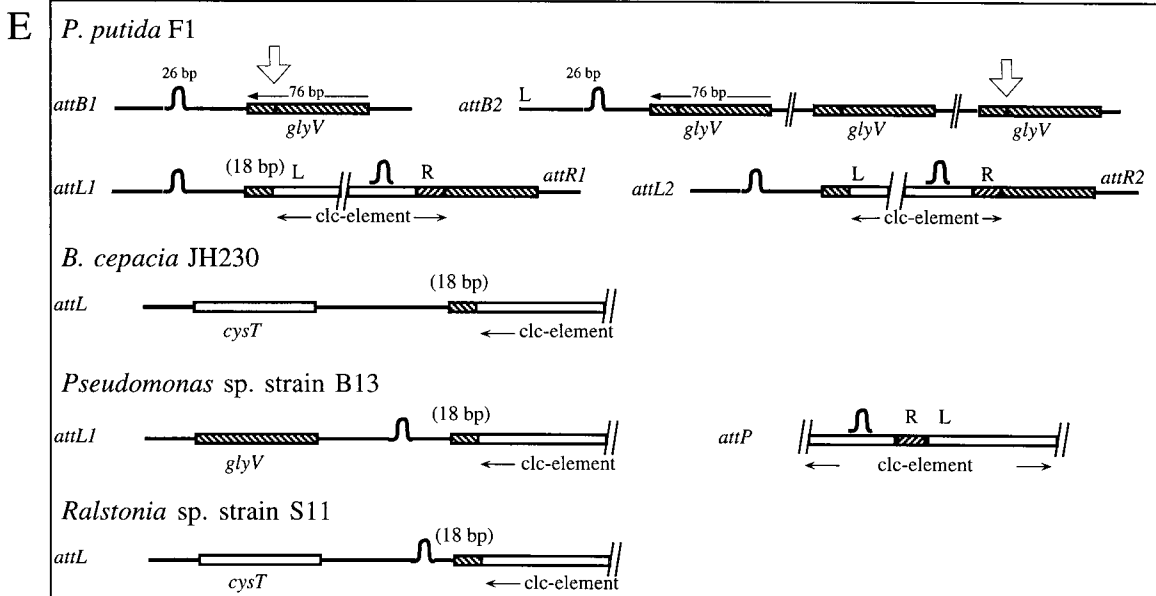 E
P. putida F1
26 bp
26 bp
attB1
76 bp
attB2
L
76 bp
glyV
glyV
glyV
glyV
attL1
(18 bp)
L
R
attR1
attL2
L
R
attR2
clc-element
clc-element
B. cepacia JH230
(18 bp)
attL
cysT
clc-element
Pseudomonas sp. strain B13
(18 bp)
attL1
R
L
attP
glyV
clc-element
clc-element
Ralstonia sp. strain S11
(18 bp)
attL
cysT
clc-element